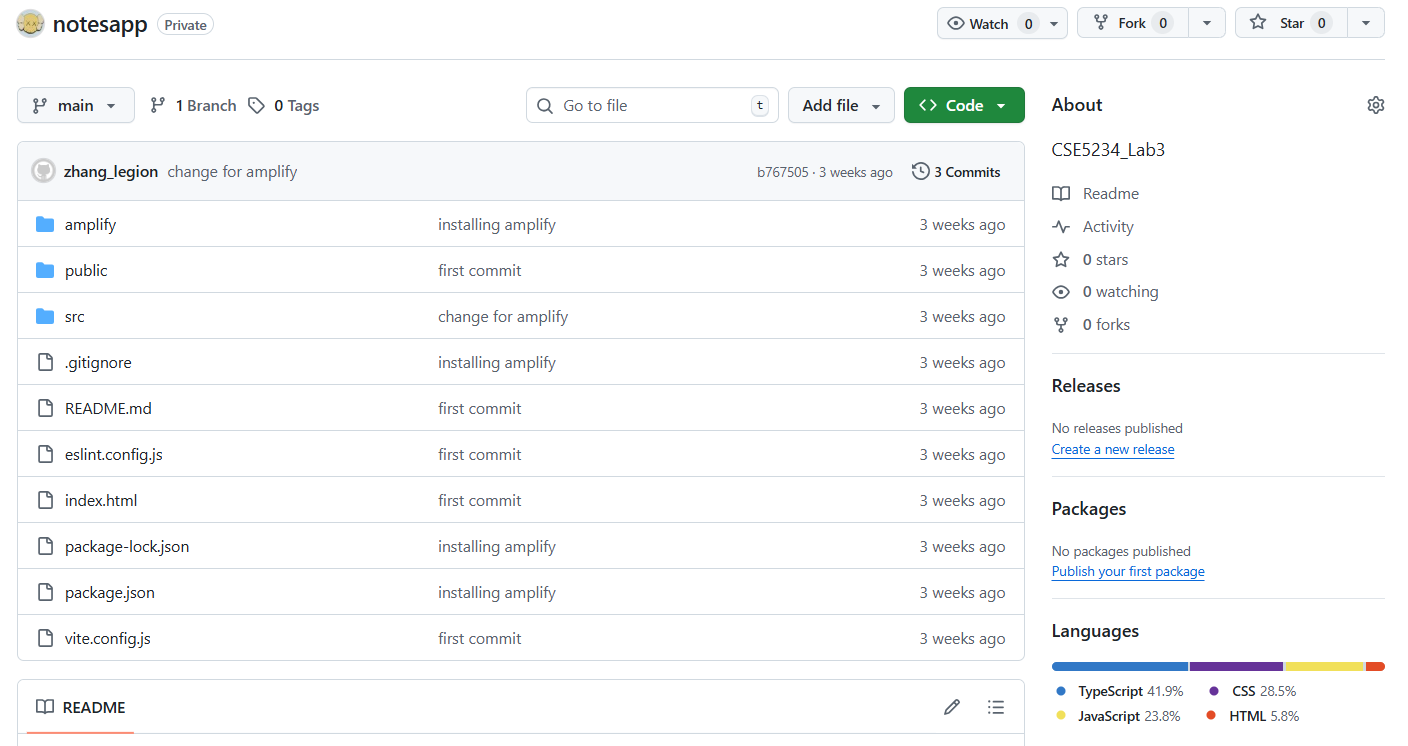 notesapp Private Watch 0 Fork 0 Star 0
main 1 Branch 0 Tags Go to file t Add file Code
zhang_legion change for amplify b767505 · 3 weeks ago 3 Commits
amplify installing amplify 3 weeks ago
public first commit 3 weeks ago
src change for amplify 3 weeks ago
.gitignore installing amplify 3 weeks ago
README.md first commit 3 weeks ago
eslint.config.js first commit 3 weeks ago
index.html first commit 3 weeks ago
package-lock.json installing amplify 3 weeks ago
package.json installing amplify 3 weeks ago
vite.config.js first commit 3 weeks ago
README
About
CSE5234_Lab3
Readme
Activity
0 stars
0 watching
0 forks
Releases
No releases published
Create a new release
Packages
No packages published
Publish your first package
Languages
TypeScript 41.9% CSS 28.5%
JavaScript 23.8% HTML 5.8%